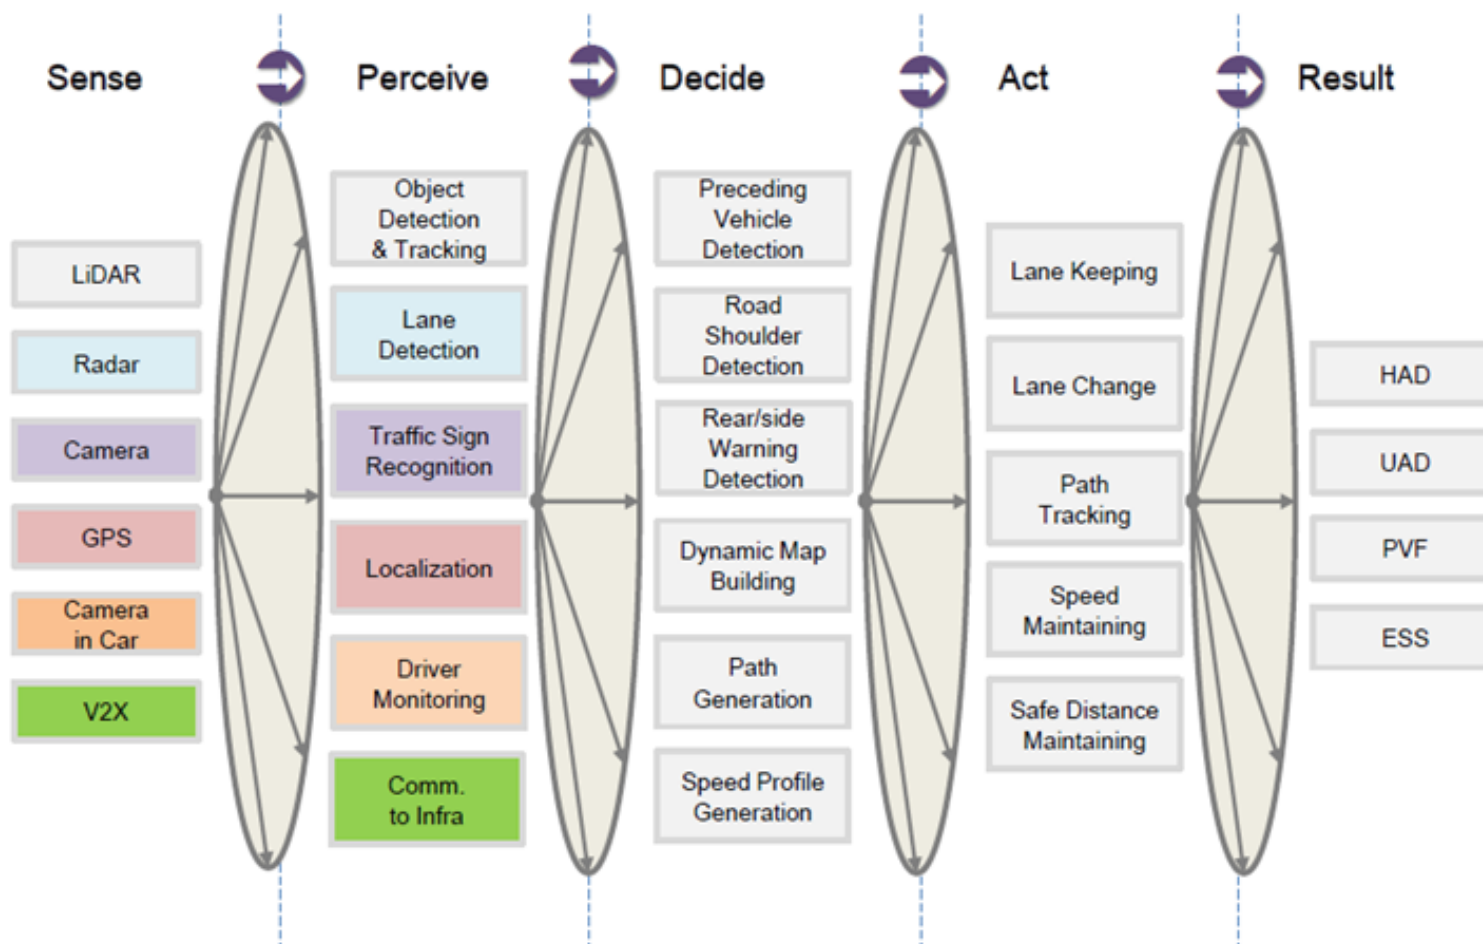 Sense
Perceive
Decide
Act
Result
LiDAR
Radar
Camera
GPS
Camera
in Car
V2X
Object
Detection
& Tracking
Lane
Detection
Traffic Sign
Recognition
Localization
Driver
Monitoring
Comm.
to Infra
Preceding
Vehicle
Detection
Road
Shoulder
Detection
Rear/side
Warning
Detection
Dynamic Map
Building
Path
Generation
Speed Profile
Generation
Lane Keeping
Lane Change
Path
Tracking
Speed
Maintaining
Safe Distance
Maintaining
HAD
UAD
PVF
ESS